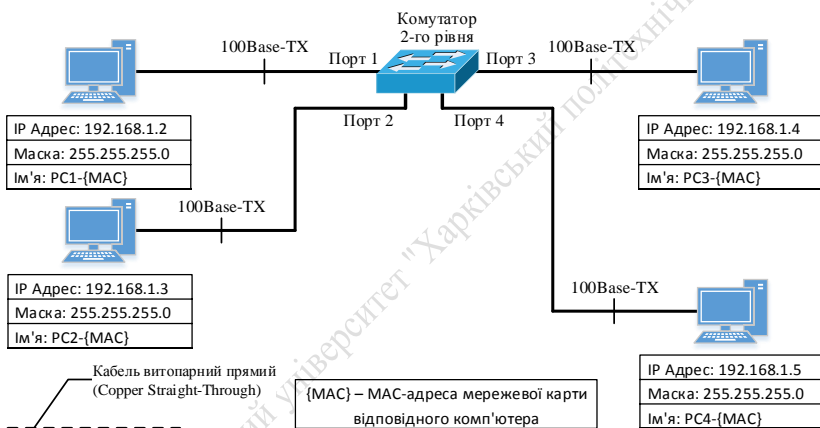 Комутатор
2-го рівня
100Base-TX
Порт 1
Порт 3
100Base-TX
Порт 2
Порт 4
IP Адрес: 192.168.1.2
Маска: 255.255.255.0
Ім'я: PC1-{MAC}
IP Адрес: 192.168.1.4
Маска: 255.255.255.0
Ім'я: PC3-{MAC}
100Base-TX
IP Адрес: 192.168.1.3
Маска: 255.255.255.0
Ім'я: PC2-{MAC}
100Base-TX
IP Адрес: 192.168.1.5
Маска: 255.255.255.0
Ім'я: PC4-{MAC}
Кабель витопарний прямий
(Copper Straight-Through)
{MAC} – MAC-адреса мережевої карти
відповідного комп'ютера
університет "Харківський